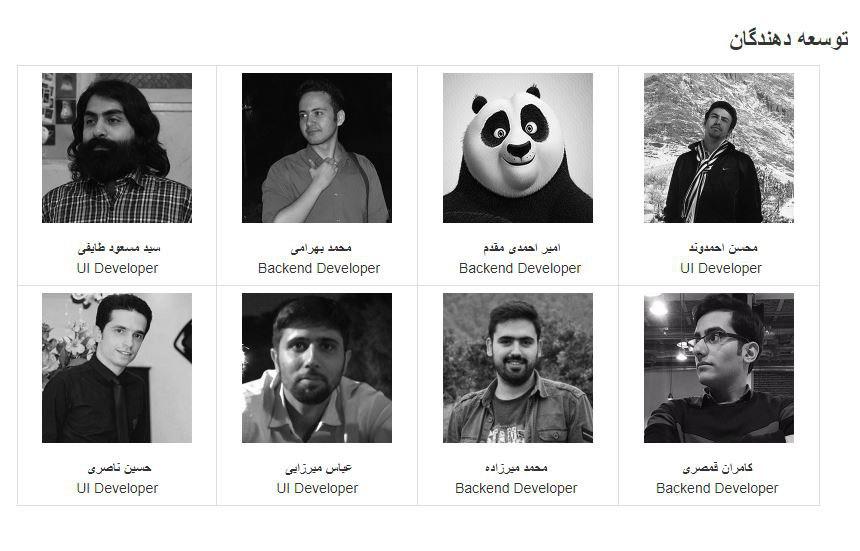 توسعه دهندگان
سید مسعود طایفی
UI Developer
محمد بهرامی
Backend Developer
امیر احمدی مقدم
Backend Developer
محسن احمدوند
UI Developer
حسین ناصری
UI Developer
عباس میرزایی
UI Developer
محمد میرزاده
Backend Developer
کامران قمصری
Backend Developer